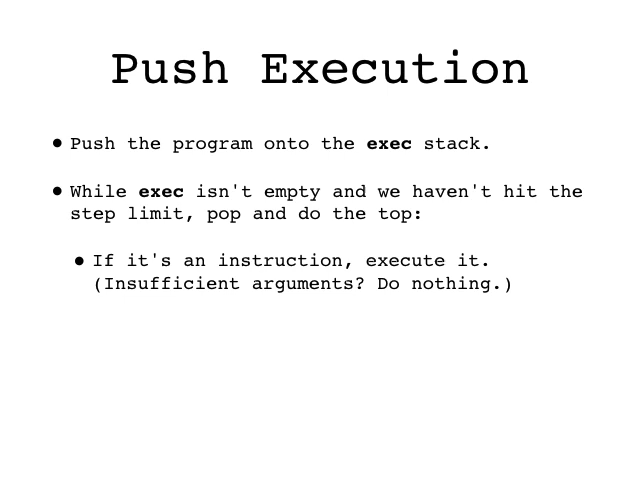 Push Execution
• Push the program onto the exec stack.
• While exec isn't empty and we haven't hit the
step limit, pop and do the top:
• If it's an instruction, execute it.
(Insufficient arguments? Do nothing.)